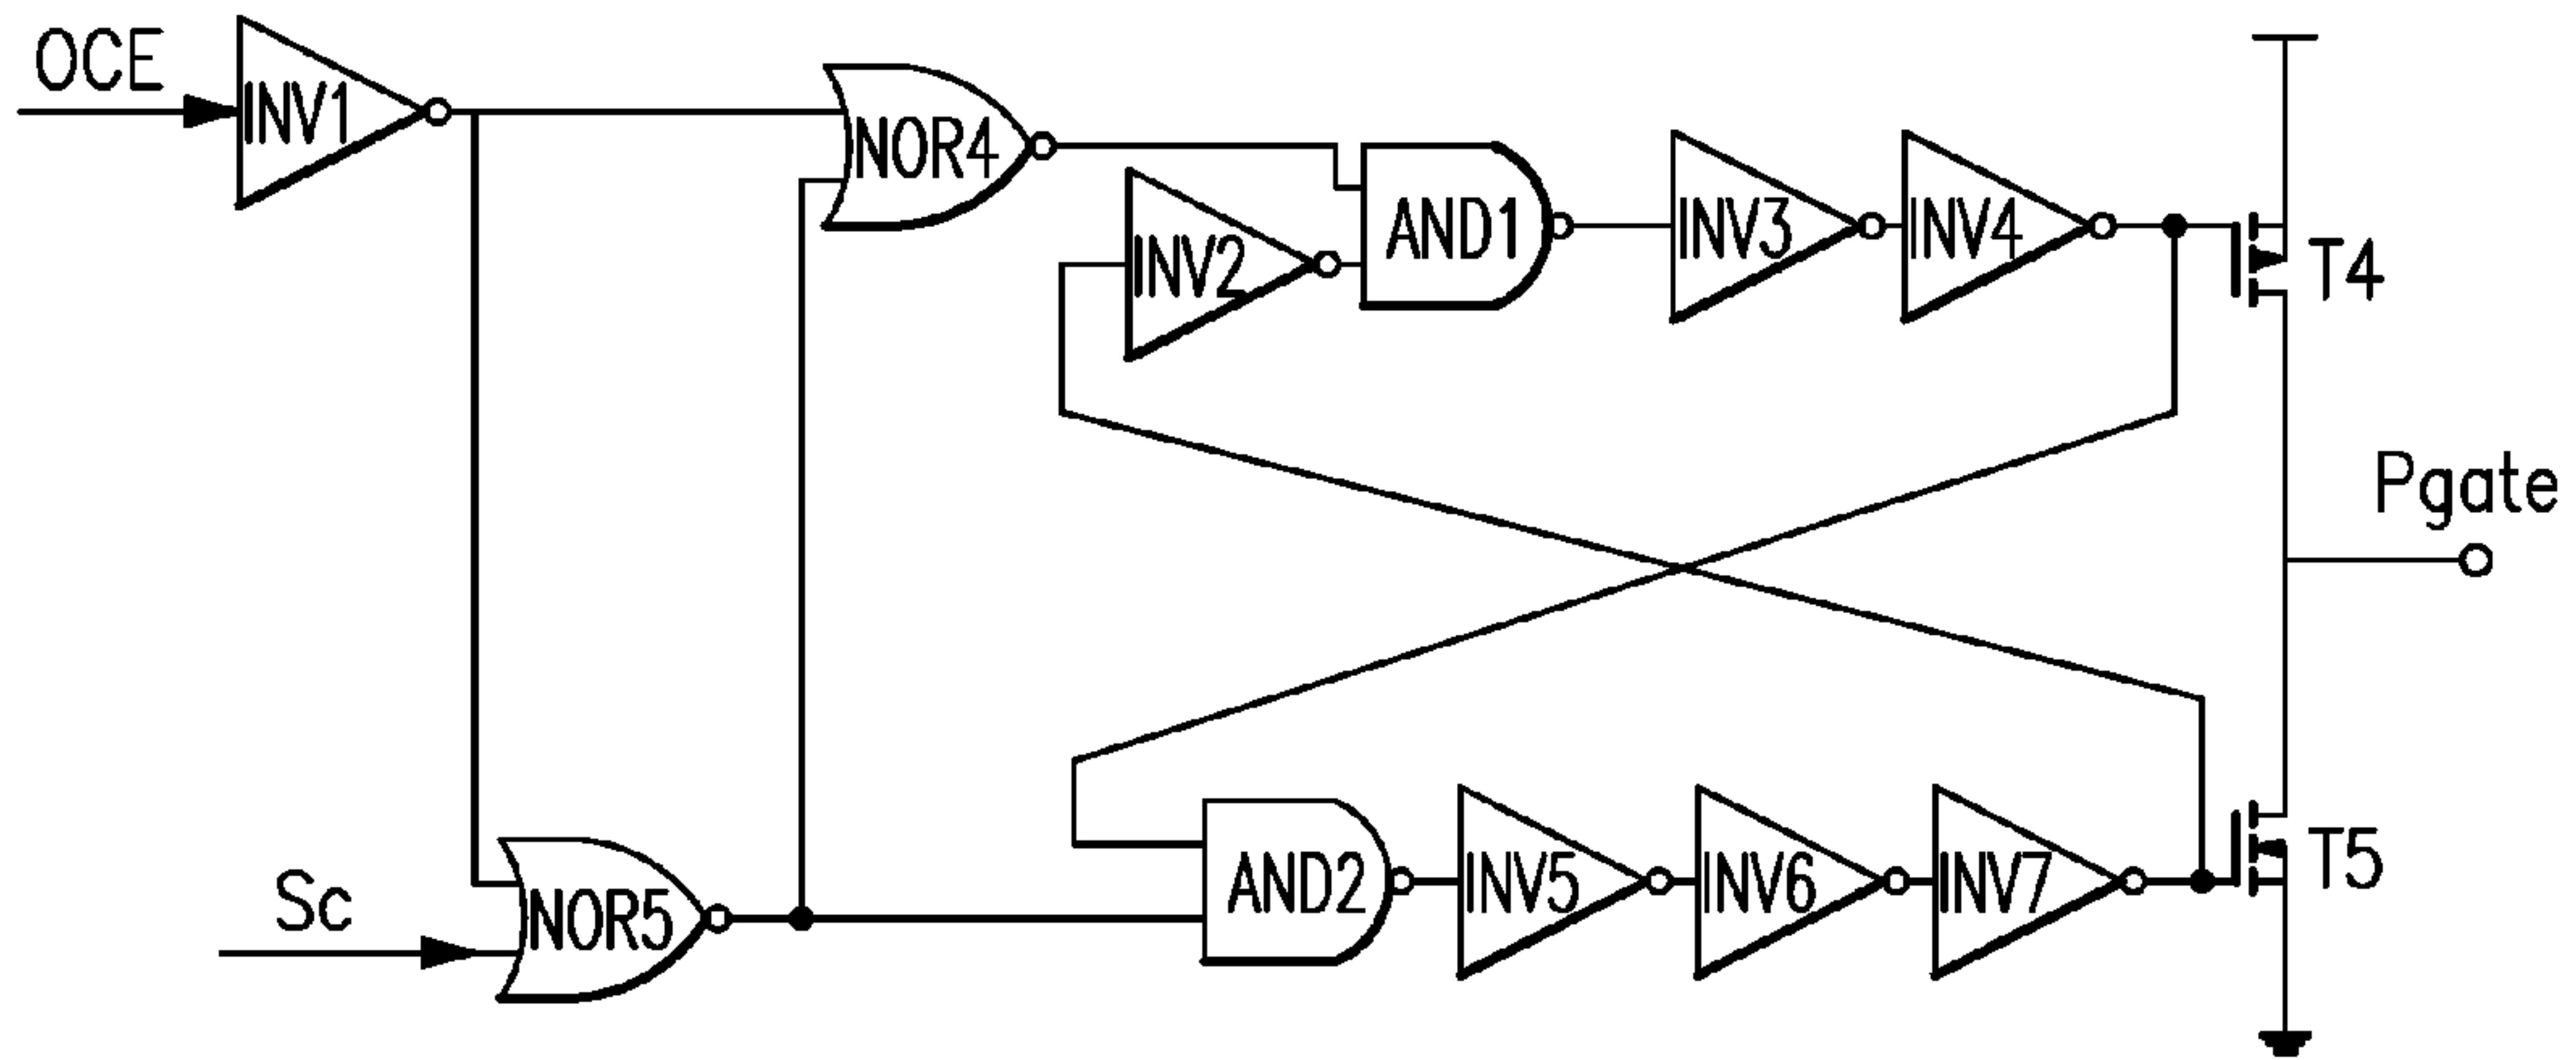 OCE
INV1
NOR4
INV2
AND1
INV3
INV4
T4
Pgate
Sc
NOR5
AND2
INV5
INV6
INV7
T5